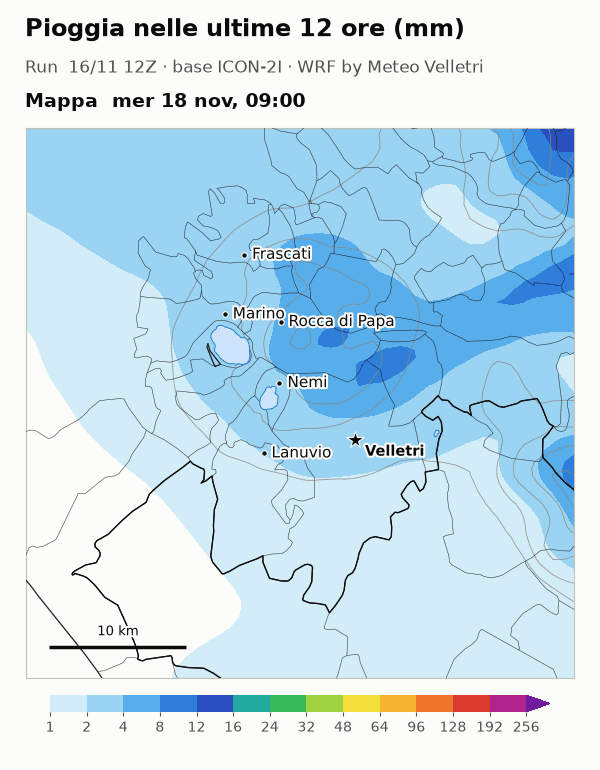 Pioggia nelle ultime 12 ore (mm)
Run  16/11 12Z · base ICON-2I · WRF by Meteo Velletri
Mappa  mer 18 nov, 09:00
Frascati
Marino
Rocca di Papa
Nemi
Velletri
Lanuvio
10 km
1 2 4 8 12 16 24 32 48 64 96 128 192 256